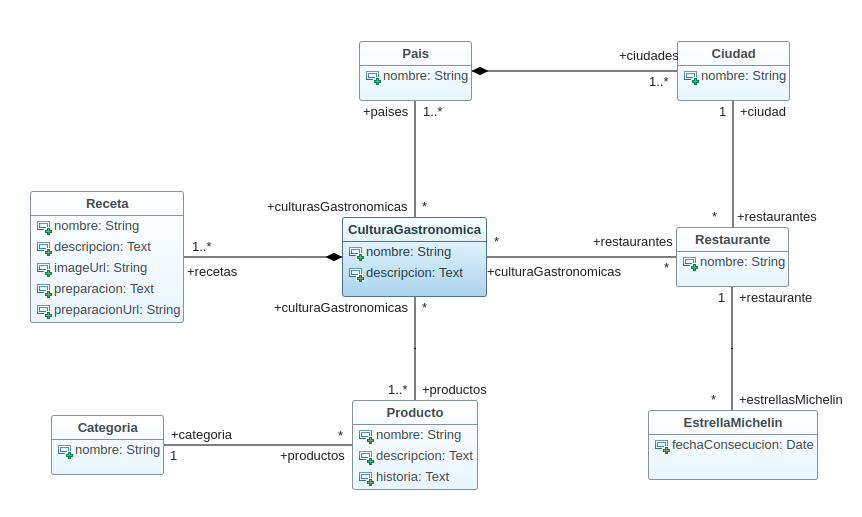 Pais
nombre: String
+ciudades
1..*
Ciudad
nombre: String
+paises
1..*
1
+ciudad
Receta
nombre: String
descripcion: Text
imageUrl: String
preparacion: Text
preparacionUrl: String
1..*
+recetas
+culturasGastronomicas
*
CulturaGastronomica
nombre: String
descripcion: Text
*
+restaurantes
+culturaGastronomicas
*
*
+restaurantes
Restaurante
nombre: String
+culturaGastronomicas
*
1
+restaurante
1..*
+productos
*
+estrellasMichelin
Categoria
nombre: String
+categoria
1
*
+productos
Producto
nombre: String
descripcion: Text
historia: Text
EstrellaMichelin
fechaConsecucion: Date